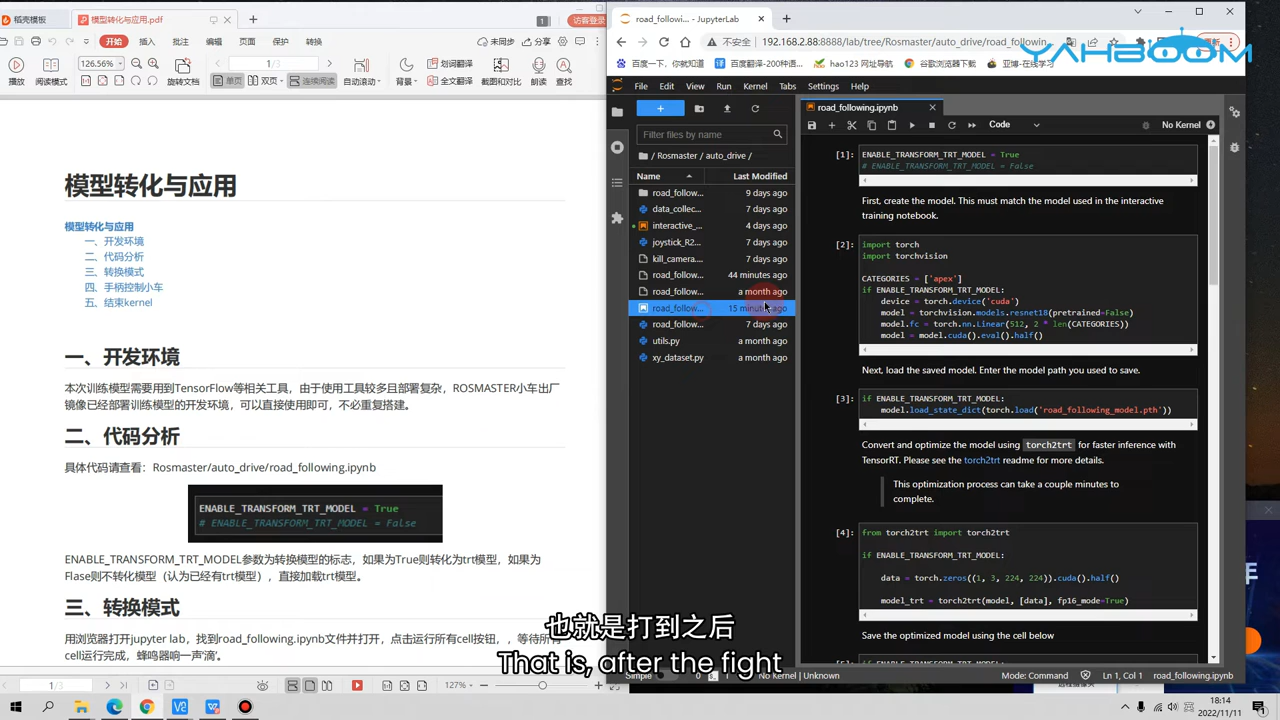 稻壳模板
模型转化与应用.pdf
1
访客登录
开始
插入
批注
编辑
页面
保护
转换
未同步
分享
126.56%
阅读模式
旋转文档
1/3
单页
双页
连续阅读
自动滚动
背景
划词翻译
全文翻译
截图和对比
朗读
查找
模型转化与应用
模型转化与应用
一、开发环境
二、代码分析
三、转换模式
四、手柄控制小车
五、结束kernel
一、开发环境
本次训练模型需要用到TensorFlow等相关工具，由于使用工具较多且部署复杂，ROSMASTER小车出厂
镜像已经部署训练模型的开发环境，可以直接使用即可，不必重复搭建。
二、代码分析
具体代码请查看：Rosmaster/auto_drive/road_following.ipynb
ENABLE_TRANSFORM_TRT_MODEL = True
# ENABLE_TRANSFORM_TRT_MODEL = False
ENABLE_TRANSFORM_TRT_MODEL参数为转换模型的标志，如果为True则转化为trt模型，如果为
Flase则不转化模型（认为已经有trt模型），直接加载trt模型。
三、转换模式
用浏览器打开jupyter lab，找到road_following.ipynb文件并打开，点击运行所有cell按钮，，等待所有
cell运行完成，蜂鸣器响一声‘滴’。
1/3
127%
road_followi... - JupyterLab
不安全
192.168.2.88:8888/lab/tree/Rosmaster/auto_drive/road_followin...
YAHBOOM
百度一下，你就知道
百度翻译-200种语...
hao123 网址导航
谷歌浏览器下载
亚博-在线学习
File Edit View Run Kernel Tabs Settings Help
Filter files by name
/ Rosmaster / auto_drive /
Name Last Modified
road_follow... 9 days ago
data_collec... 7 days ago
interactive_... 4 days ago
joystick_R2... 7 days ago
kill_camera.... 7 days ago
road_follow... 44 minutes ago
road_follow... a month ago
road_follow... 15 minutes ago
road_follow... 7 days ago
utils.py a month ago
xy_dataset.py a month ago
road_following.ipynb
Code
No Kernel
[1]: ENABLE_TRANSFORM_TRT_MODEL = True
# ENABLE_TRANSFORM_TRT_MODEL = False
First, create the model. This must match the model used in the interactive
training notebook.
[2]: import torch
import torchvision
CATEGORIES = ['apex']
if ENABLE_TRANSFORM_TRT_MODEL:
device = torch.device('cuda')
model = torchvision.models.resnet18(pretrained=False)
model.fc = torch.nn.Linear(512, 2 * len(CATEGORIES))
model = model.cuda().eval().half()
Next, load the saved model. Enter the model path you used to save.
[3]: if ENABLE_TRANSFORM_TRT_MODEL:
model.load_state_dict(torch.load('road_following_model.pth'))
Convert and optimize the model using torch2trt for faster inference with
TensorRT. Please see the torch2trt readme for more details.
This optimization process can take a couple minutes to
complete.
[4]: from torch2trt import torch2trt
if ENABLE_TRANSFORM_TRT_MODEL:
data = torch.zeros((1, 3, 224, 224)).cuda().half()
model_trt = torch2trt(model, [data], fp16_mode=True)
Save the optimized model using the cell below
也就是打到之后
That is, after the fight
Simple
0
No kernel | Unknown
Mode: Command
Ln 1, Col 1
road_following.ipynb
18:14
2022/11/11